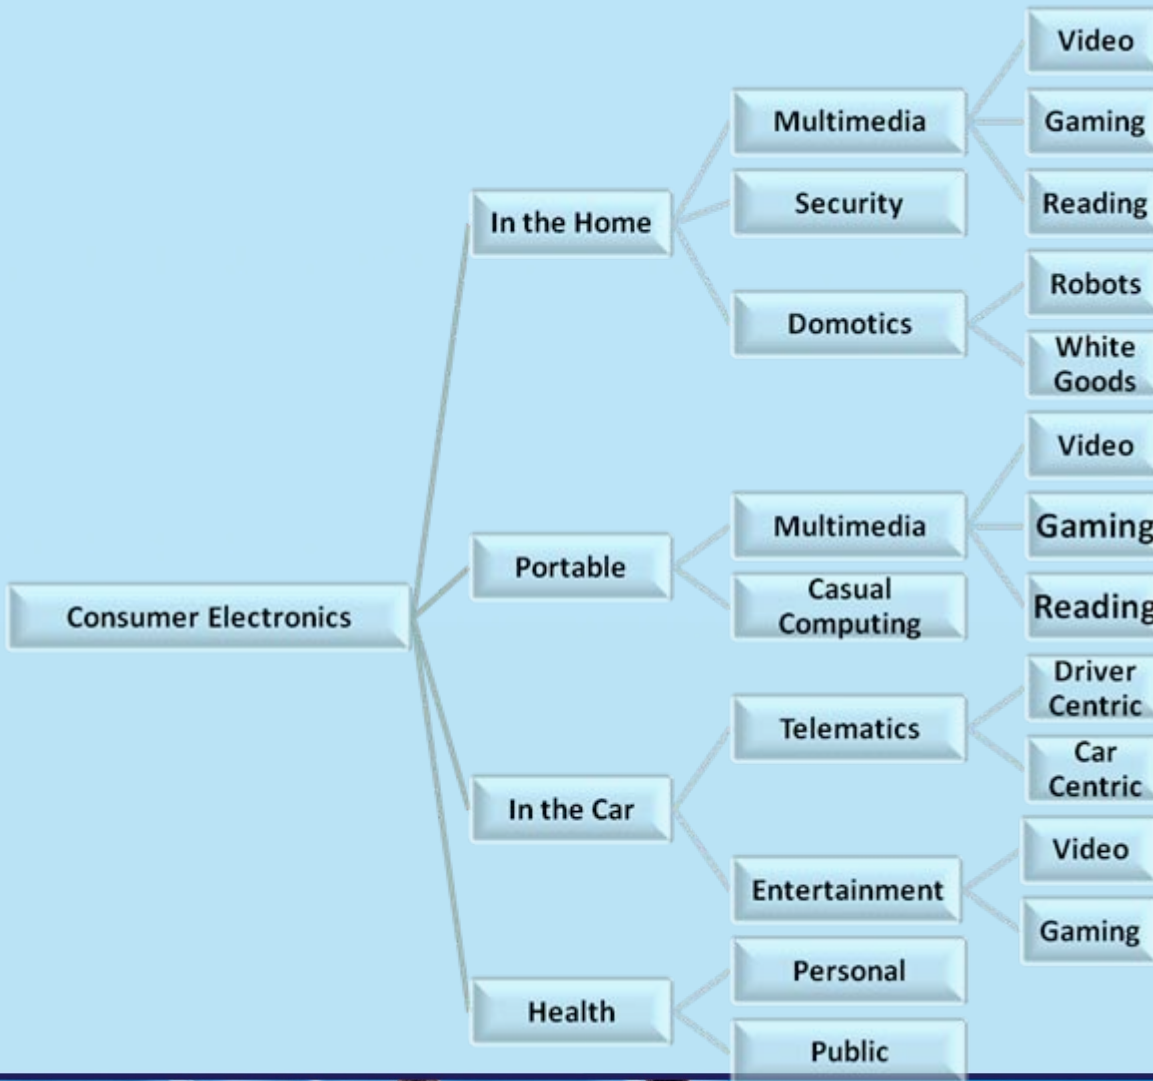 Consumer Electronics
In the Home
Multimedia
Video
Gaming
Reading
Security
Domotics
Robots
White
Goods
Portable
Multimedia
Video
Gaming
Reading
Casual
Computing
In the Car
Telematics
Driver
Centric
Car
Centric
Entertainment
Video
Gaming
Health
Personal
Public